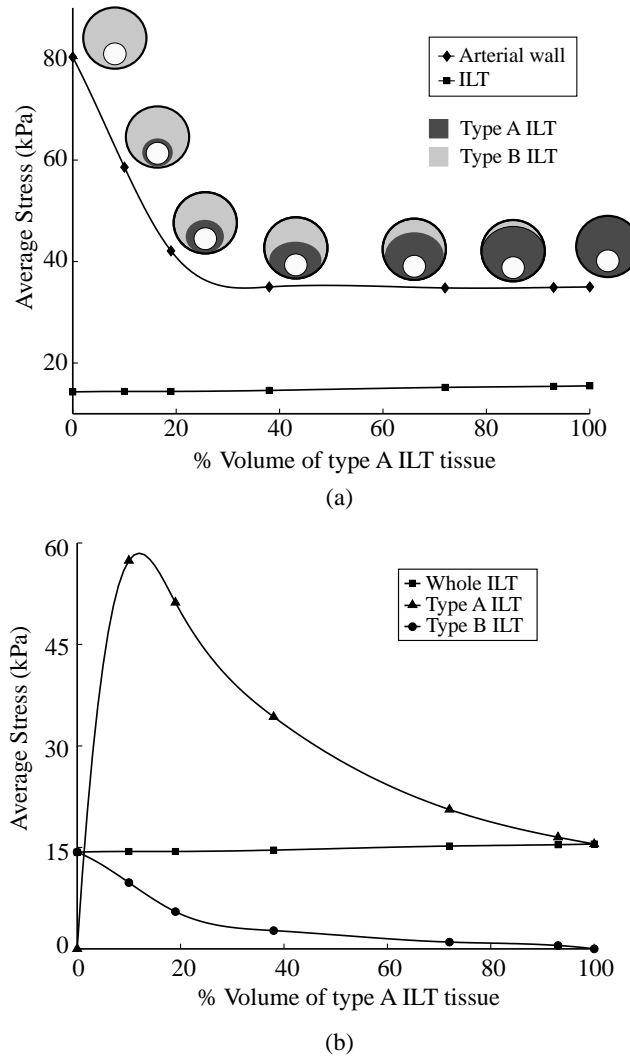 80
60
40
20
Average Stress (kPa)
Arterial wall
ILT
Type A ILT
Type B ILT
0
20
40
60
80
100
% Volume of type A ILT tissue
(a)
60
45
30
15
0
Average Stress (kPa)
Whole ILT
Type A ILT
Type B ILT
0
20
40
60
80
100
% Volume of type A ILT tissue
(b)